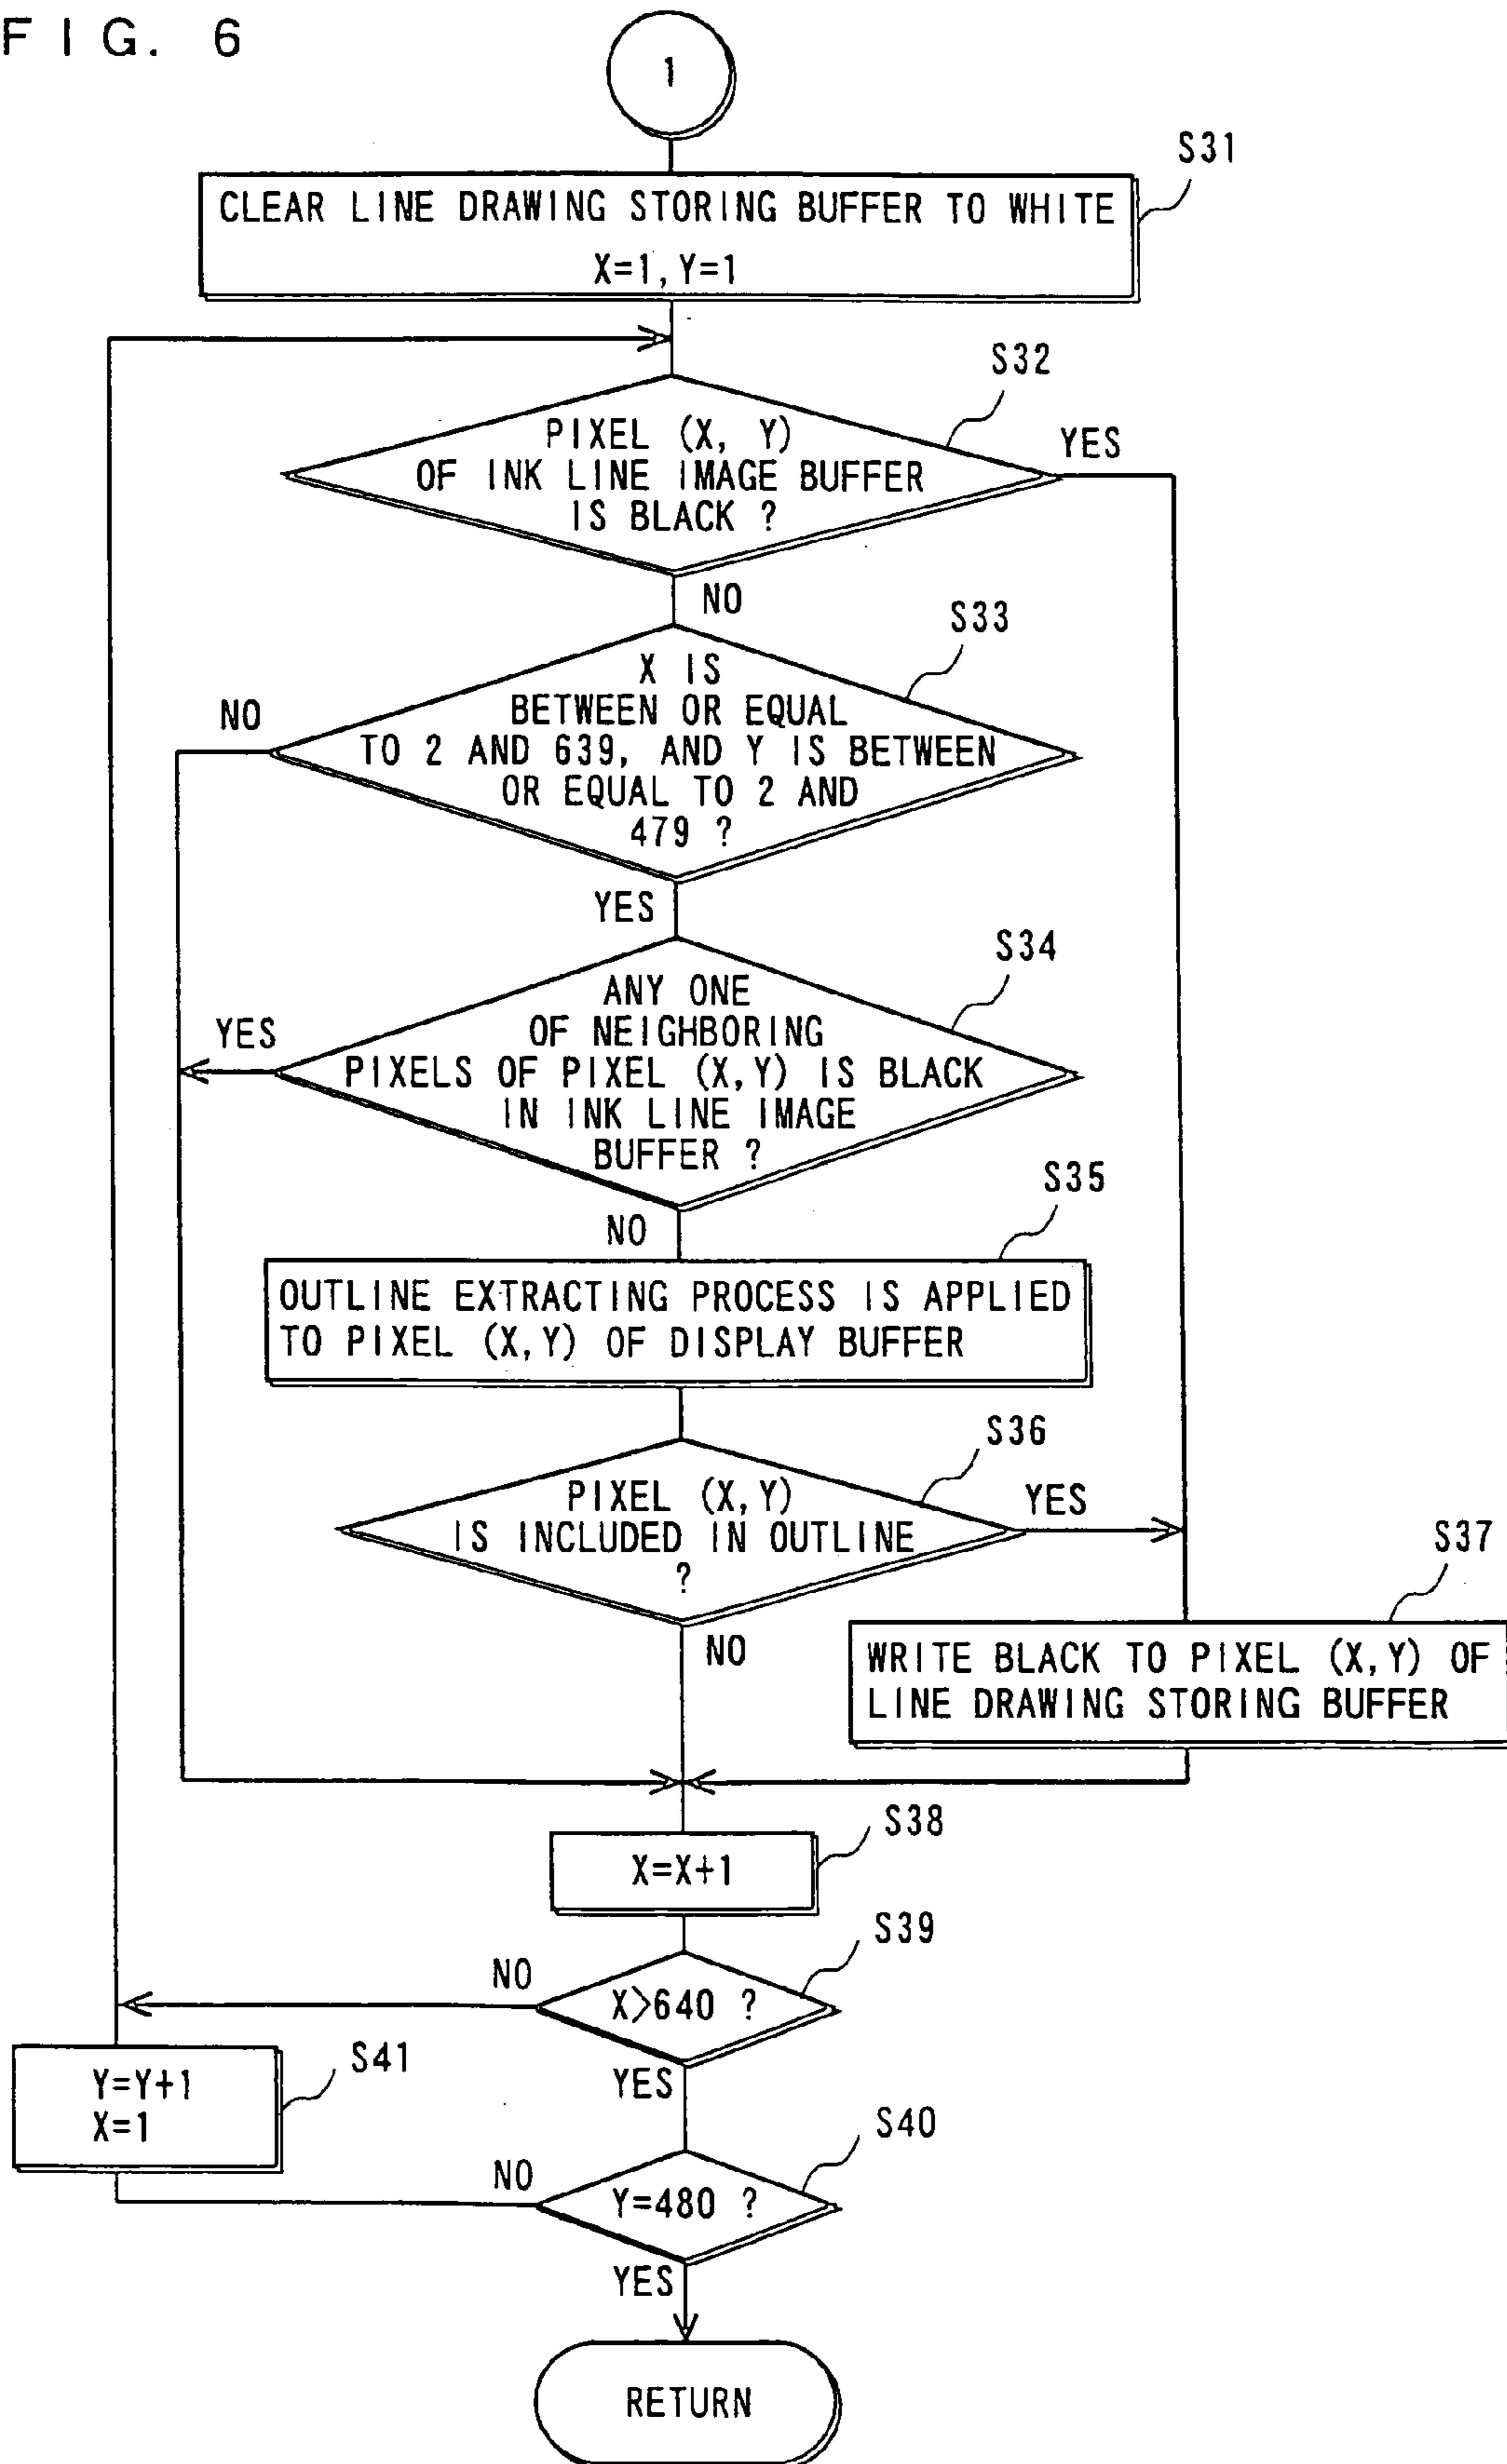 FIG. 6
1
S31
CLEAR LINE DRAWING STORING BUFFER TO WHITE
X=1, Y=1
S32
PIXEL (X, Y)
OF INK LINE IMAGE BUFFER
IS BLACK ?
YES
NO
S33
X IS
BETWEEN OR EQUAL
TO 2 AND 639, AND Y IS BETWEEN
OR EQUAL TO 2 AND
479 ?
NO
YES
S34
ANY ONE
OF NEIGHBORING
PIXELS OF PIXEL (X, Y) IS BLACK
IN INK LINE IMAGE
BUFFER ?
YES
NO
S35
OUTLINE EXTRACTING PROCESS IS APPLIED
TO PIXEL (X, Y) OF DISPLAY BUFFER
S36
PIXEL (X, Y)
IS INCLUDED IN OUTLINE
?
YES
NO
S37
WRITE BLACK TO PIXEL (X, Y) OF
LINE DRAWING STORING BUFFER
S38
X=X+1
S39
X>640 ?
NO
YES
S41
Y=Y+1
X=1
S40
Y=480 ?
NO
YES
RETURN